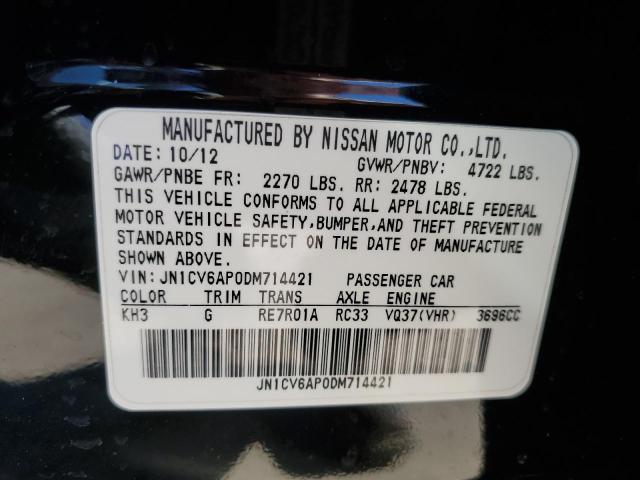 MANUFACTURED BY NISSAN MOTOR CO.,LTD.
DATE: 10/12 GVWR/PNBV: 4722 LBS.
GAWR/PNBE FR: 2270 LBS. RR: 2478 LBS.
THIS VEHICLE CONFORMS TO ALL APPLICABLE FEDERAL
MOTOR VEHICLE SAFETY,BUMPER,AND THEFT PREVENTION
STANDARDS IN EFFECT ON THE DATE OF MANUFACTURE
SHOWN ABOVE.
VIN: JN1CV6AP0DM714421 PASSENGER CAR
COLOR TRIM TRANS AXLE ENGINE
KH3 G RE7R01A RC33 VQ37(VHR) 3696CC
JN1CV6AP0DM714421